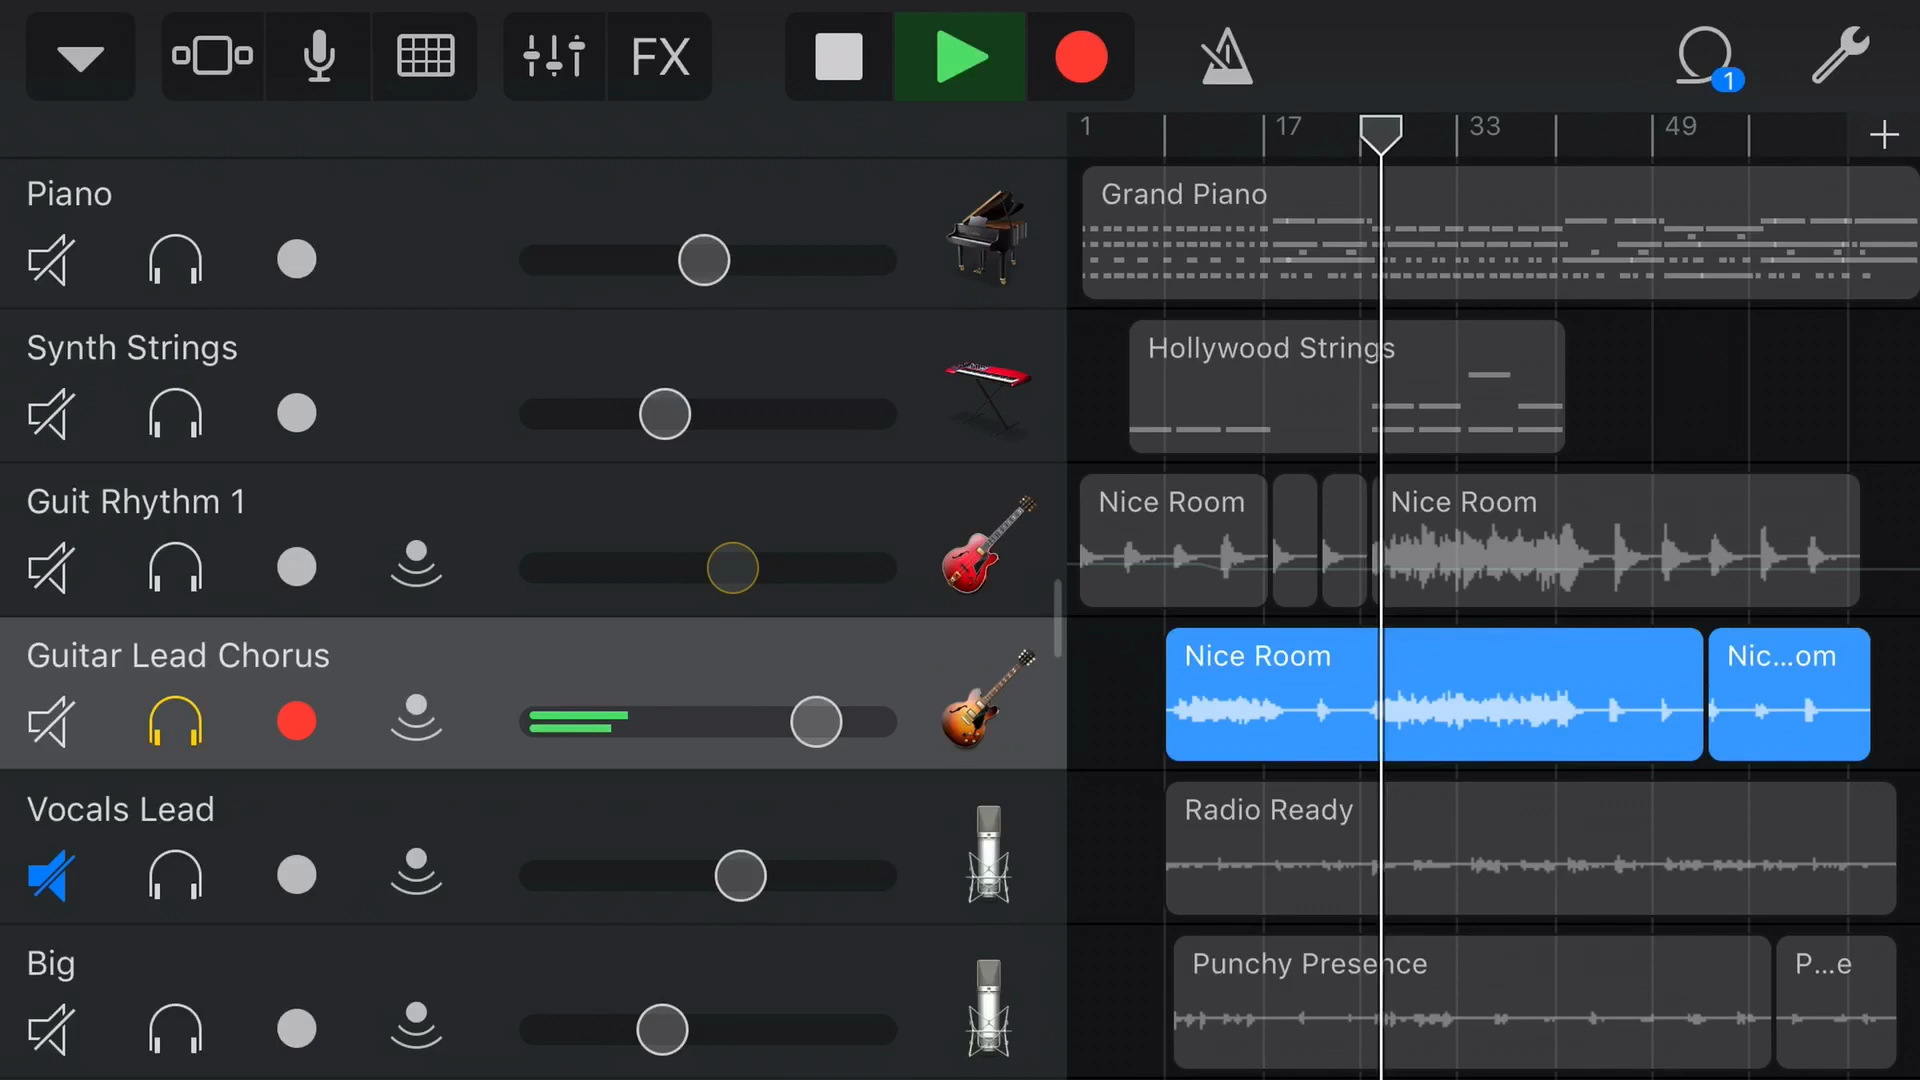 FX
1
1 17 33 49
Piano
Grand Piano
Synth Strings
Hollywood Strings
Guit Rhythm 1
Nice Room
Nice Room
Guitar Lead Chorus
Nice Room
Nic...om
Vocals Lead
Radio Ready
Big
Punchy Presence
P...e